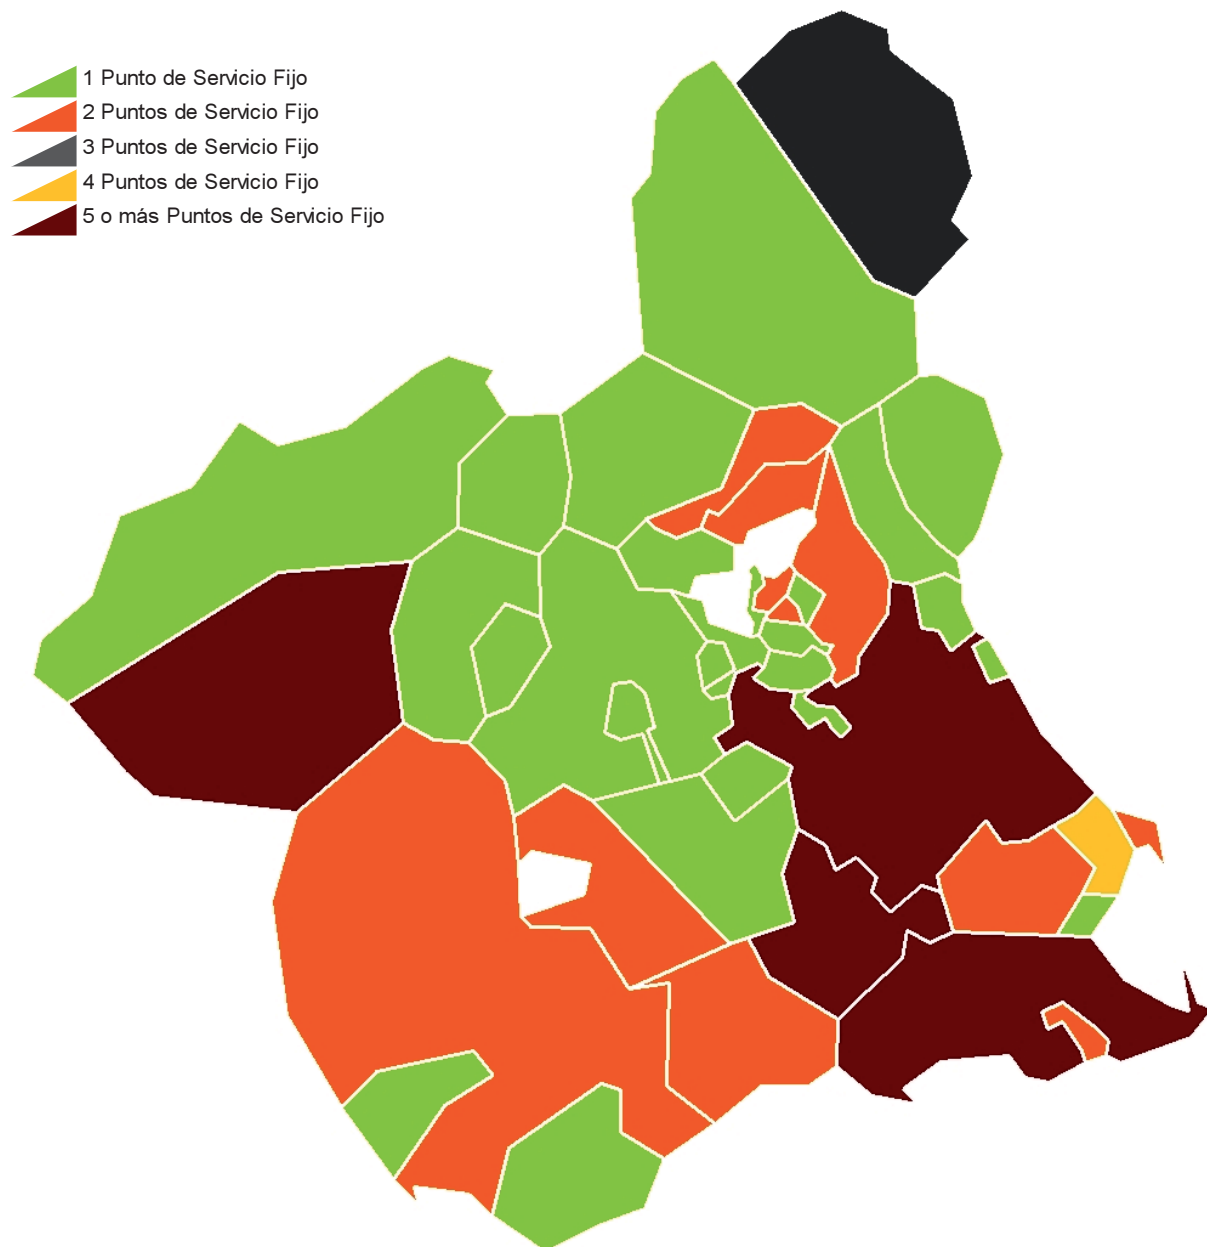 1 Punto de Servicio Fijo
2 Puntos de Servicio Fijo
3 Puntos de Servicio Fijo
4 Puntos de Servicio Fijo
5 o más Puntos de Servicio Fijo